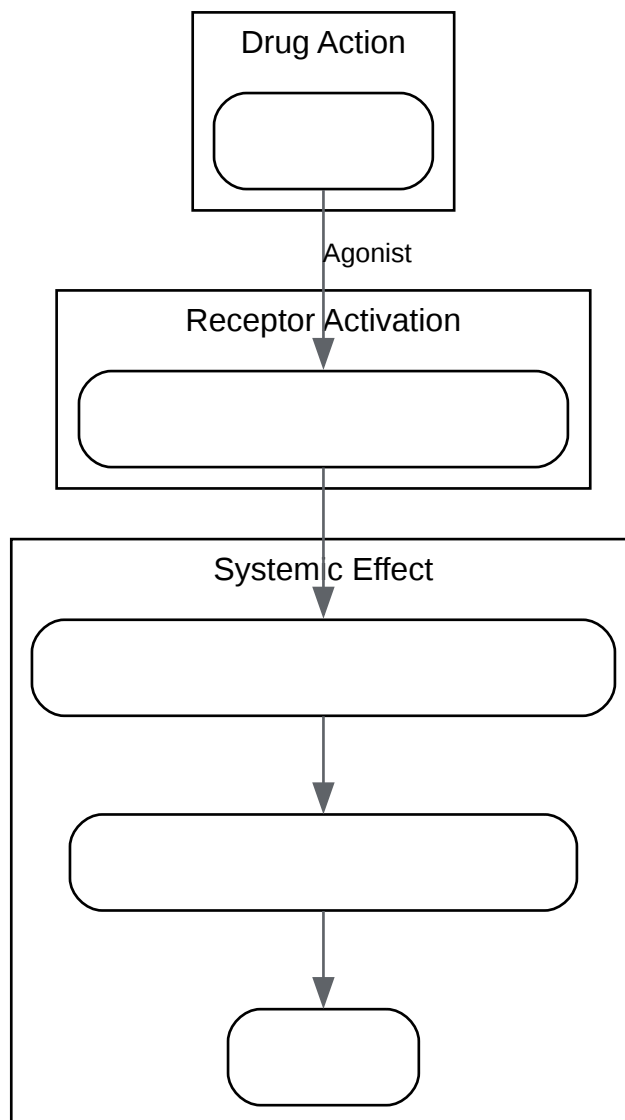 Drug Action
Agonist
Receptor Activation
Systemic Effect